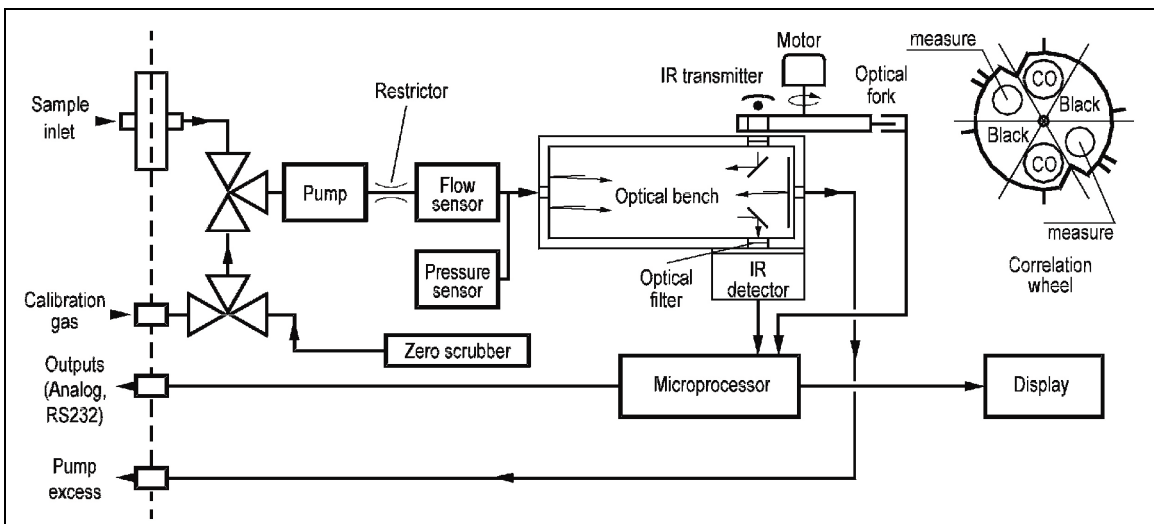 Sample
inlet
Restrictor
Motor
IR transmitter
Optical
fork
measure
CO
Black
Black
CO
measure
Correlation
wheel
Pump
Flow
sensor
Optical bench
Pressure
sensor
Optical
filter
IR
detector
Calibration
gas
Zero scrubber
Outputs
(Analog,
RS232)
Microprocessor
Display
Pump
excess